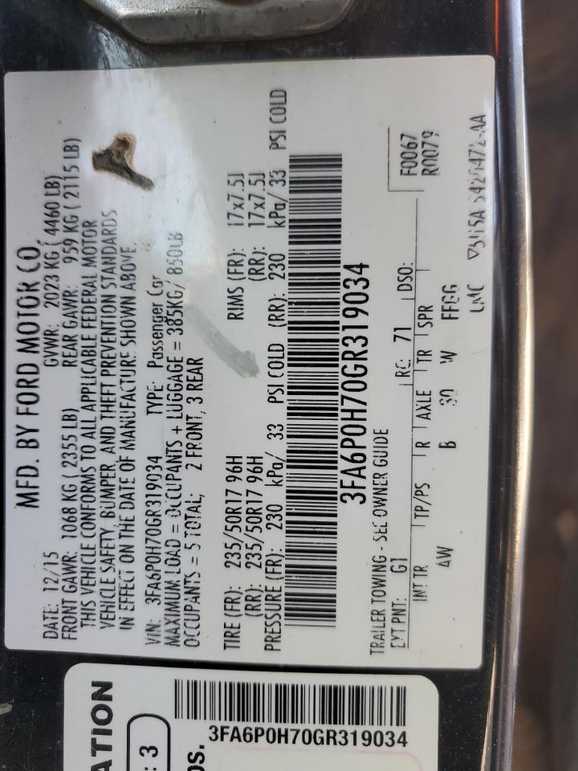 MFD. BY FORD MOTOR CO.
DATE: 12/15 GVWR: 2023 KG ( 4460 LB)
FRONT GAWR: 1068 KG ( 2355 LB) REAR GAWR: 959 KG ( 2115 LB)
THIS VEHICLE CONFORMS TO ALL APPLICABLE FEDERAL MOTOR
VEHICLE SAFETY, BUMPER, AND THEFT PREVENTION STANDARDS
IN EFFECT ON THE DATE OF MANUFACTURE SHOWN ABOVE.
VIN: 3FA6P0H70GR319034 TYPE: Passenger Car
MAXIMUM LOAD = OCCUPANTS + LUGGAGE = 385KG/ 850LB
OCCUPANTS = 5 TOTAL: 2 FRONT, 3 REAR
TIRE (FR): 235/50R17 96H RIMS (FR): 17x7.5J
(RR): 235/50R17 96H (RR): 17x7.5J
PRESSURE (FR): 230 kPa/ 33 PSI COLD (RR): 230 kPa/ 33 PSI COLD
3FA6P0H70GR319034
TRAILER TOWING - SEE OWNER GUIDE
EXT PNT: G1 RC: 71 DSO: F0067
R0079
INT TR TP/PS R AXLE TR SPR
4W B W FFGG
UMC
ATION
: 3
OS.
3FA6P0H70GR319034